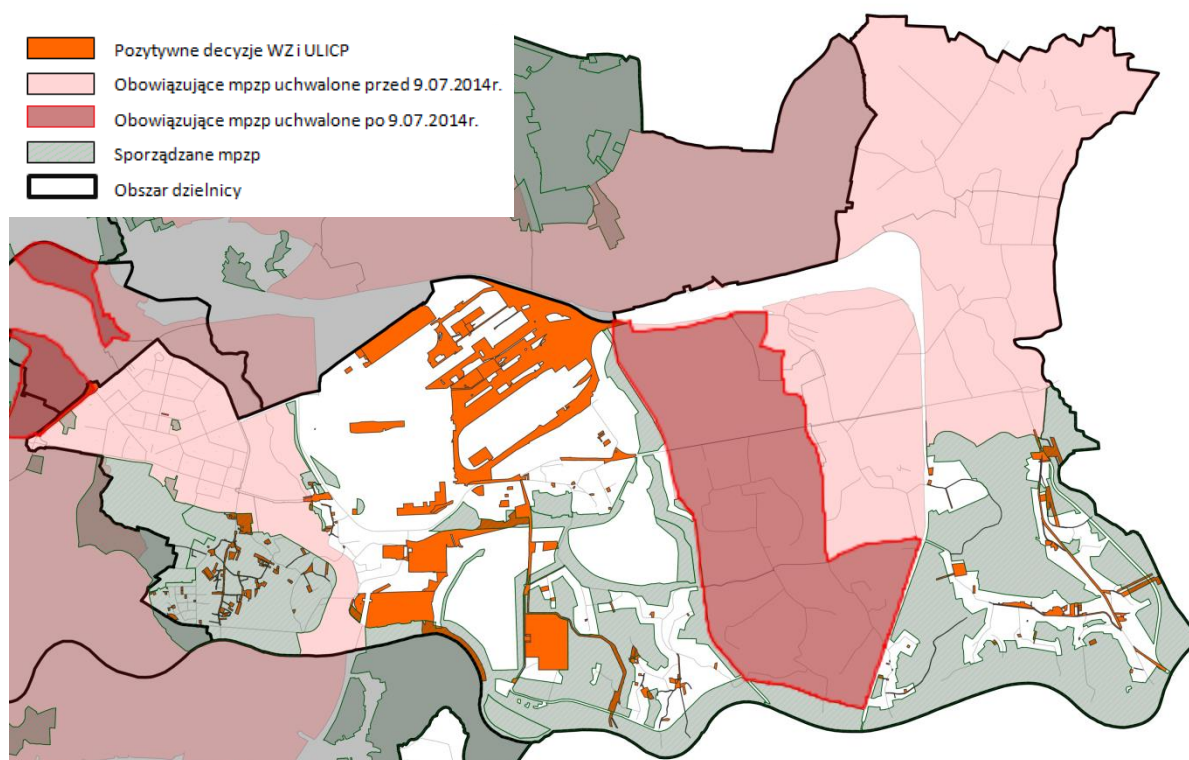 Pozytywne decyzje WZ i ULICP
Obowiązujące mpzp uchwalone przed 9.07.2014r.
Obowiązujące mpzp uchwalone po 9.07.2014r.
Sporządzane mpzp
Obszar dzielnicy